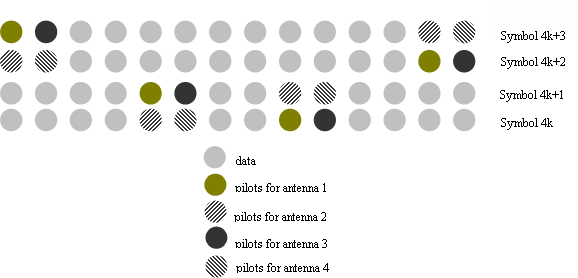 Symbol 4k+3
Symbol 4k+2
Symbol 4k+1
Symbol 4k
data
pilots for antenna 1
pilots for antenna 2
pilots for antenna 3
pilots for antenna 4